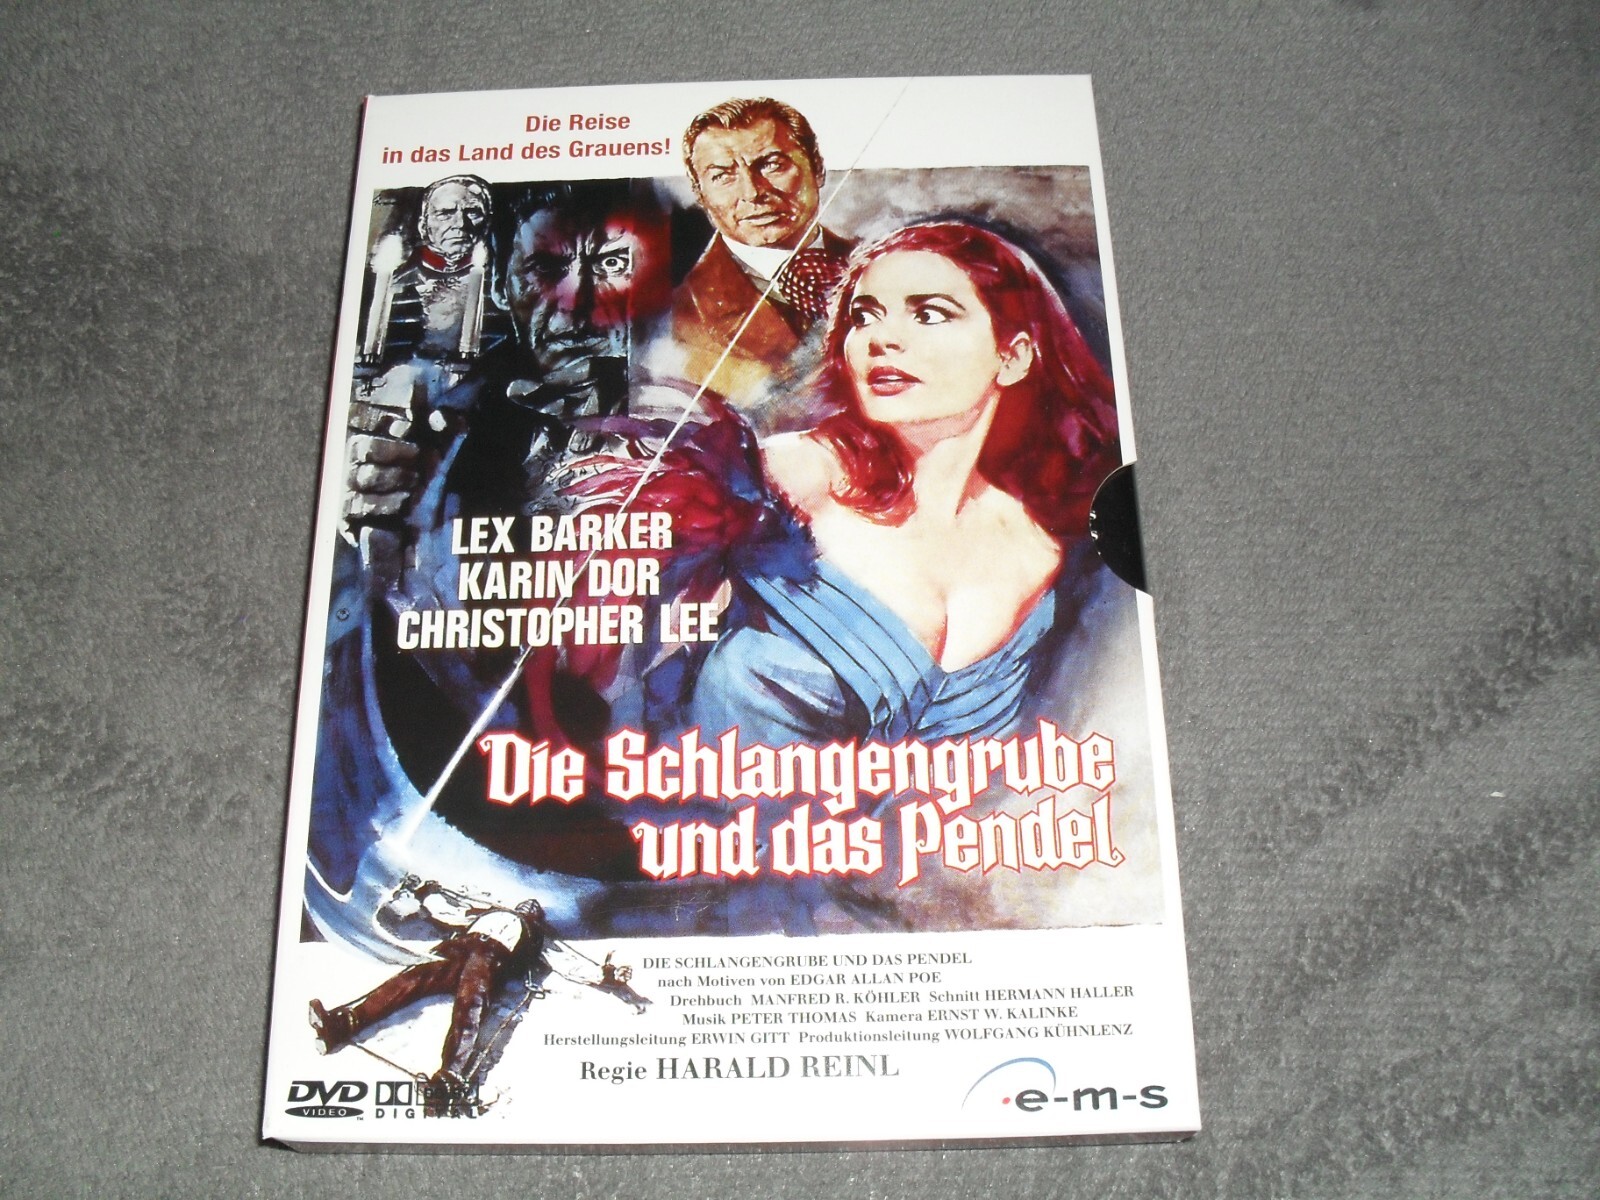 Die Reise
in das Land des Grauens!
LEX BARKER
KARIN DOR
CHRISTOPHER LEE
Die Schlangengrube
und das Pendel
DIE SCHLANGENGRUBE UND DAS PENDEL
nach Motiven von EDGAR ALLAN POE
Drehbuch MANFRED R. KÖHLER Schnitt HERMANN HALLER
Musik PETER THOMAS Kamera ERNST W. KALINKE
Herstellungsleitung ERWIN GITT Produktionsleitung WOLFGANG KÜHNLENZ
Regie HARALD REINL
DVD
VIDEO
DIGITAL
e-m-s